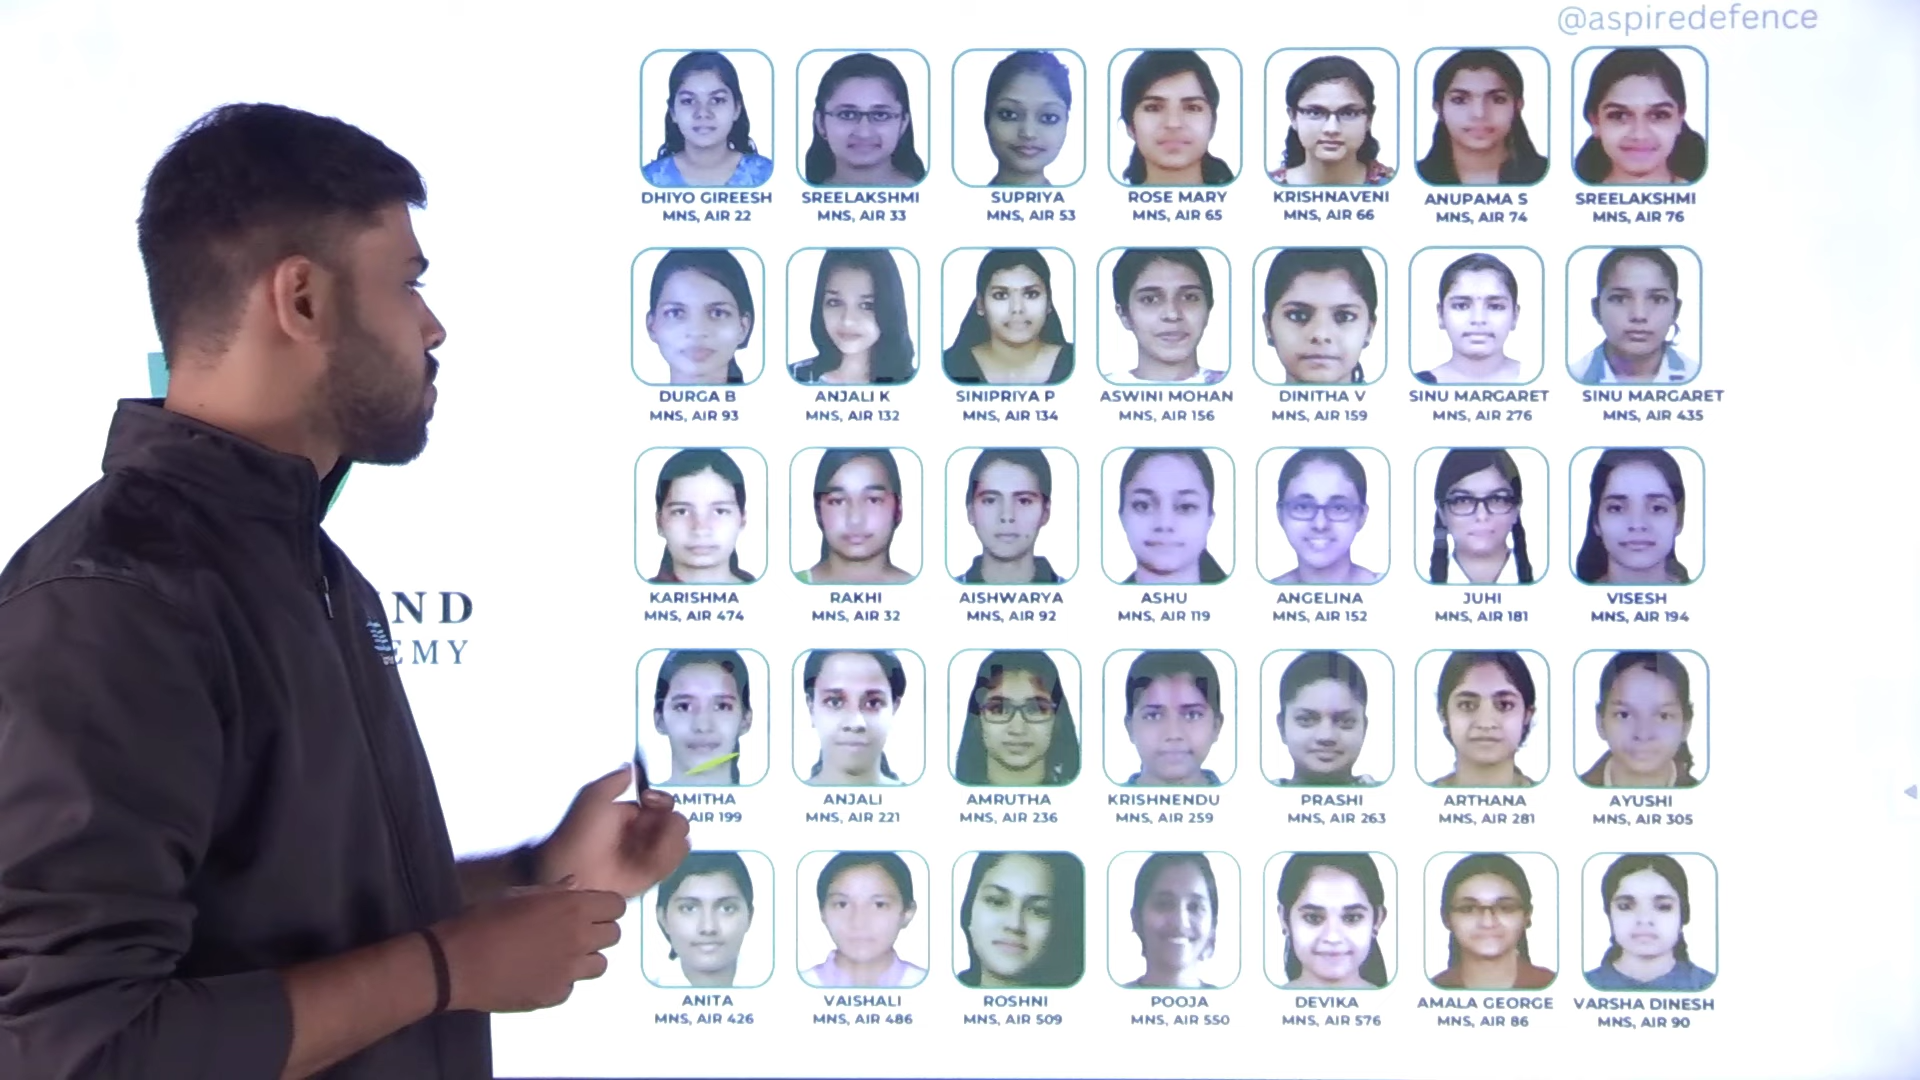 @aspiredefence
DHIYO GIREESH
MNS, AIR 22
SREELAKSHMI
MNS, AIR 33
SUPRIYA
MNS, AIR 53
ROSE MARY
MNS, AIR 65
KRISHNAVENI
MNS, AIR 66
ANUPAMA S
MNS, AIR 74
SREELAKSHMI
MNS, AIR 76
DURGA B
MNS, AIR 93
ANJALI K
MNS, AIR 132
SINIPRIYA P
MNS, AIR 134
ASWINI MOHAN
MNS, AIR 156
DINITHA V
MNS, AIR 159
SINU MARGARET
MNS, AIR 276
SINU MARGARET
MNS, AIR 435
KARISHMA
MNS, AIR 474
RAKHI
MNS, AIR 32
AISHWARYA
MNS, AIR 92
ASHU
MNS, AIR 119
ANGELINA
MNS, AIR 152
JUHI
MNS, AIR 181
VISESH
MNS, AIR 194
AMITHA
AIR 199
ANJALI
MNS, AIR 221
AMRUTHA
MNS, AIR 236
KRISHNENDU
MNS, AIR 259
PRASHI
MNS, AIR 263
ARTHANA
MNS, AIR 281
AYUSHI
MNS, AIR 305
ANITA
MNS, AIR 426
VAISHALI
MNS, AIR 486
ROSHNI
MNS, AIR 509
POOJA
MNS, AIR 550
DEVIKA
MNS, AIR 576
AMALA GEORGE
MNS, AIR 86
VARSHA DINESH
MNS, AIR 90